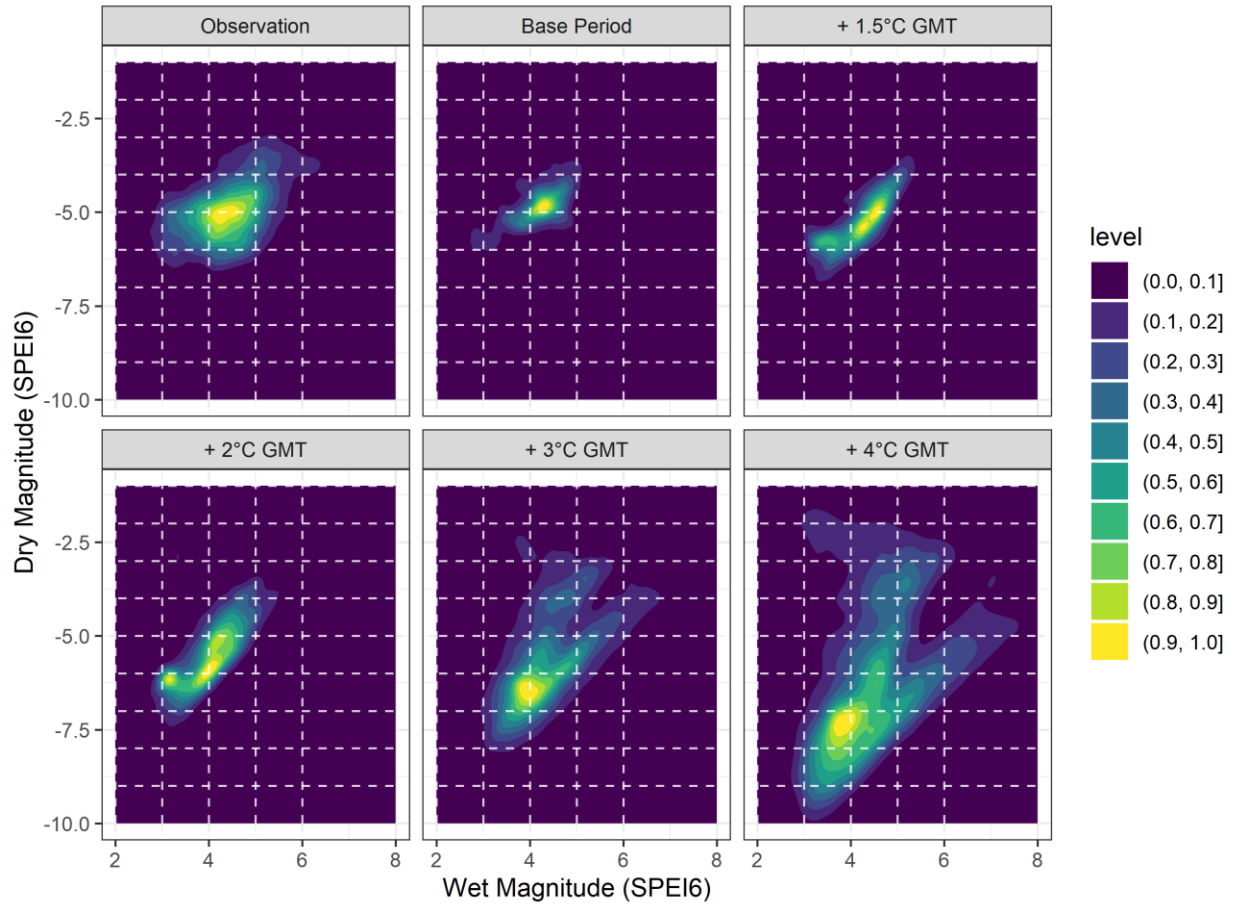 Observation
Base Period
+ 1.5°C GMT
-2.5
-5.0
-7.5
-10.0
+ 2°C GMT
+ 3°C GMT
+ 4°C GMT
-2.5
-5.0
-7.5
-10.0
2 4 6 8
2 4 6 8
2 4 6 8
Wet Magnitude (SPEI6)
Dry Magnitude (SPEI6)
level
(0.0, 0.1]
(0.1, 0.2]
(0.2, 0.3]
(0.3, 0.4]
(0.4, 0.5]
(0.5, 0.6]
(0.6, 0.7]
(0.7, 0.8]
(0.8, 0.9]
(0.9, 1.0]